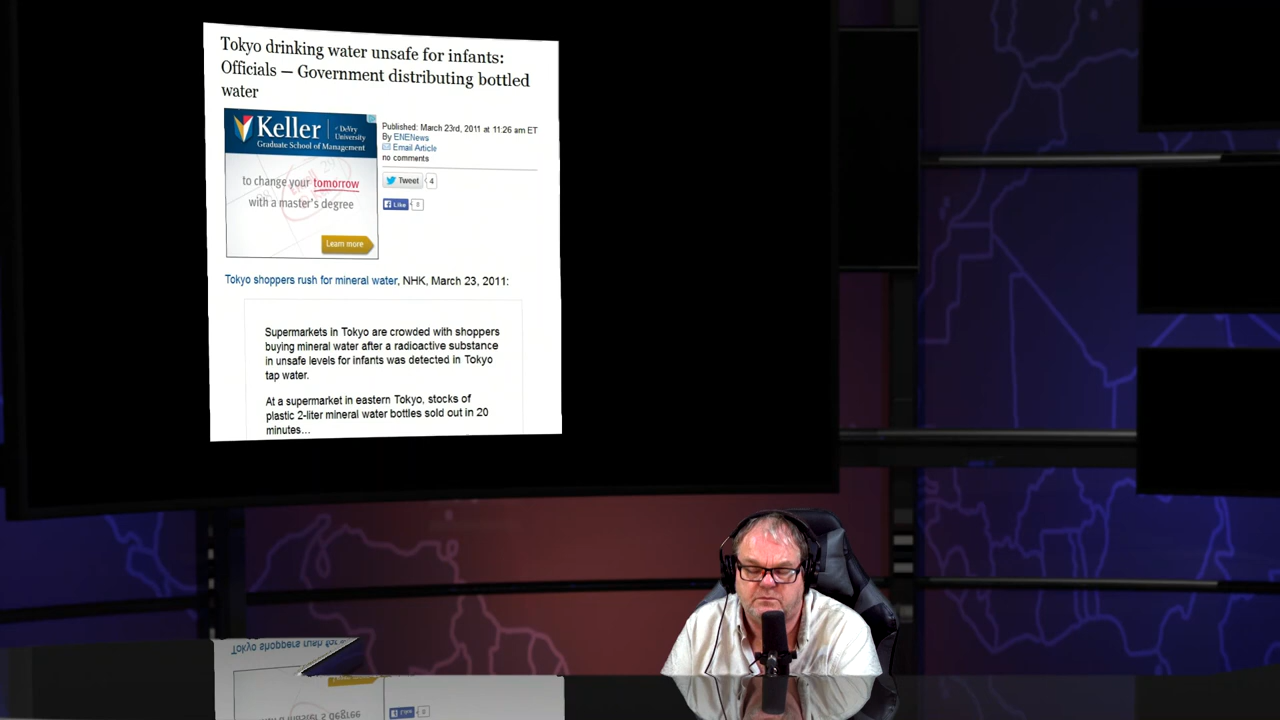 Tokyo drinking water unsafe for infants:
Officials — Government distributing bottled
water
Keller
DeVry
University
Graduate School of Management
to change your tomorrow
with a master's degree
Learn more
Published: March 23rd, 2011 at 11:26 am ET
By ENENews
Email Article
no comments
Tweet 4
Like 8
Tokyo shoppers rush for mineral water, NHK, March 23, 2011:
Supermarkets in Tokyo are crowded with shoppers
buying mineral water after a radioactive substance
in unsafe levels for infants was detected in Tokyo
tap water.
At a supermarket in eastern Tokyo, stocks of
plastic 2-liter mineral water bottles sold out in 20
minutes...